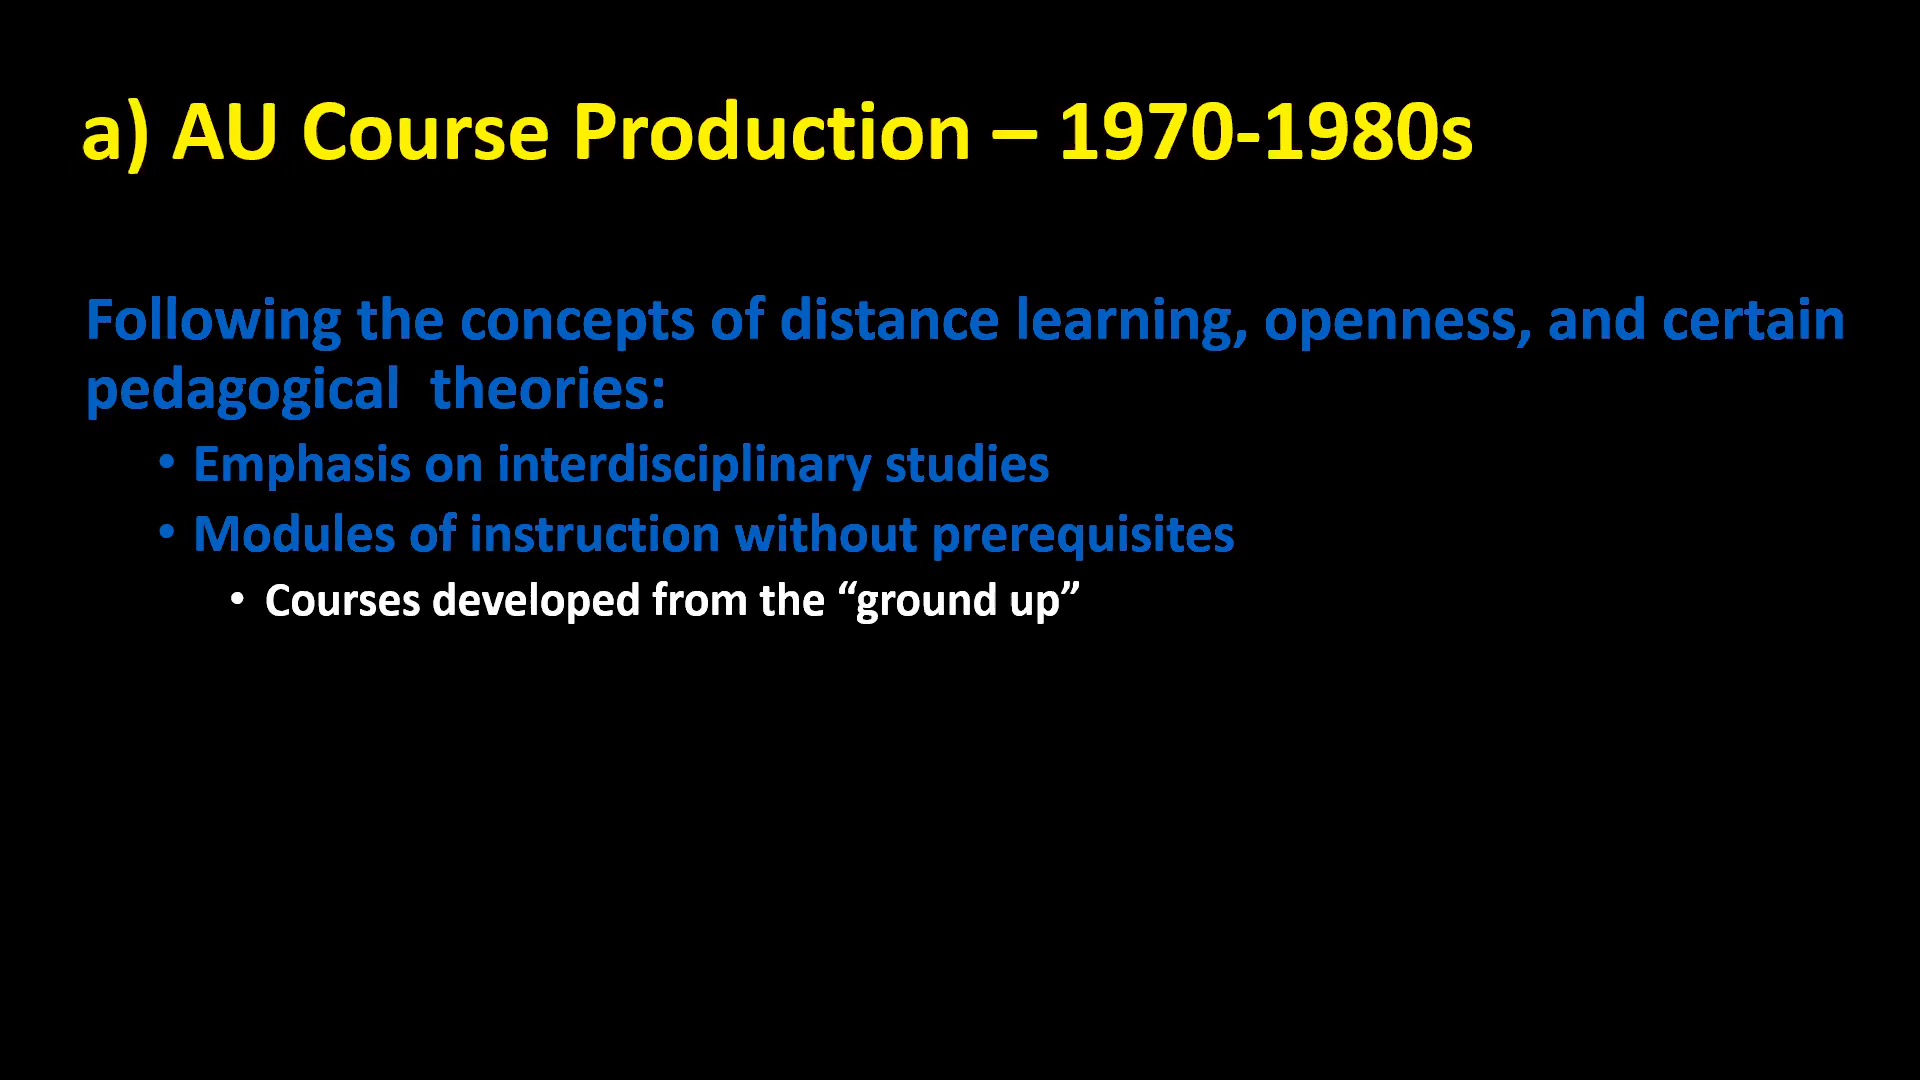 a) AU Course Production – 1970-1980s
Following the concepts of distance learning, openness, and certain
pedagogical  theories:
• Emphasis on interdisciplinary studies
• Modules of instruction without prerequisites
• Courses developed from the “ground up”